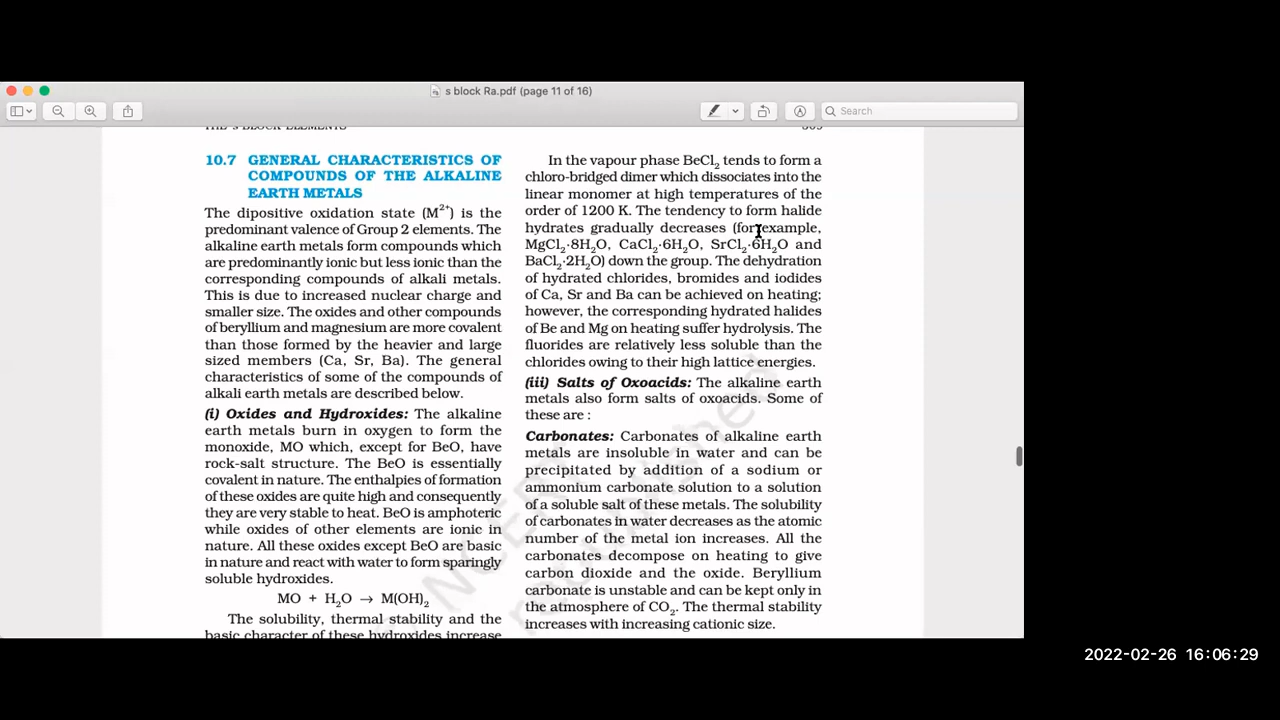 s block Ra.pdf (page 11 of 16)
Search
THE s-BLOCK ELEMENTS
305
10.7 GENERAL CHARACTERISTICS OF
COMPOUNDS OF THE ALKALINE
EARTH METALS
The dipositive oxidation state (M²⁺) is the
predominant valence of Group 2 elements. The
alkaline earth metals form compounds which
are predominantly ionic but less ionic than the
corresponding compounds of alkali metals.
This is due to increased nuclear charge and
smaller size. The oxides and other compounds
of beryllium and magnesium are more covalent
than those formed by the heavier and large
sized members (Ca, Sr, Ba). The general
characteristics of some of the compounds of
alkali earth metals are described below.
(i) Oxides and Hydroxides: The alkaline
earth metals burn in oxygen to form the
monoxide, MO which, except for BeO, have
rock-salt structure. The BeO is essentially
covalent in nature. The enthalpies of formation
of these oxides are quite high and consequently
they are very stable to heat. BeO is amphoteric
while oxides of other elements are ionic in
nature. All these oxides except BeO are basic
in nature and react with water to form sparingly
soluble hydroxides.
MO + H₂O → M(OH)₂
The solubility, thermal stability and the
basic character of these hydroxides increase
In the vapour phase BeCl₂ tends to form a
chloro-bridged dimer which dissociates into the
linear monomer at high temperatures of the
order of 1200 K. The tendency to form halide
hydrates gradually decreases (for example,
MgCl₂·8H₂O, CaCl₂·6H₂O, SrCl₂·6H₂O and
BaCl₂·2H₂O) down the group. The dehydration
of hydrated chlorides, bromides and iodides
of Ca, Sr and Ba can be achieved on heating;
however, the corresponding hydrated halides
of Be and Mg on heating suffer hydrolysis. The
fluorides are relatively less soluble than the
chlorides owing to their high lattice energies.
(iii) Salts of Oxoacids: The alkaline earth
metals also form salts of oxoacids. Some of
these are :
Carbonates: Carbonates of alkaline earth
metals are insoluble in water and can be
precipitated by addition of a sodium or
ammonium carbonate solution to a solution
of a soluble salt of these metals. The solubility
of carbonates in water decreases as the atomic
number of the metal ion increases. All the
carbonates decompose on heating to give
carbon dioxide and the oxide. Beryllium
carbonate is unstable and can be kept only in
the atmosphere of CO₂. The thermal stability
increases with increasing cationic size.
NCERT
republished
2022-02-26 16:06:29